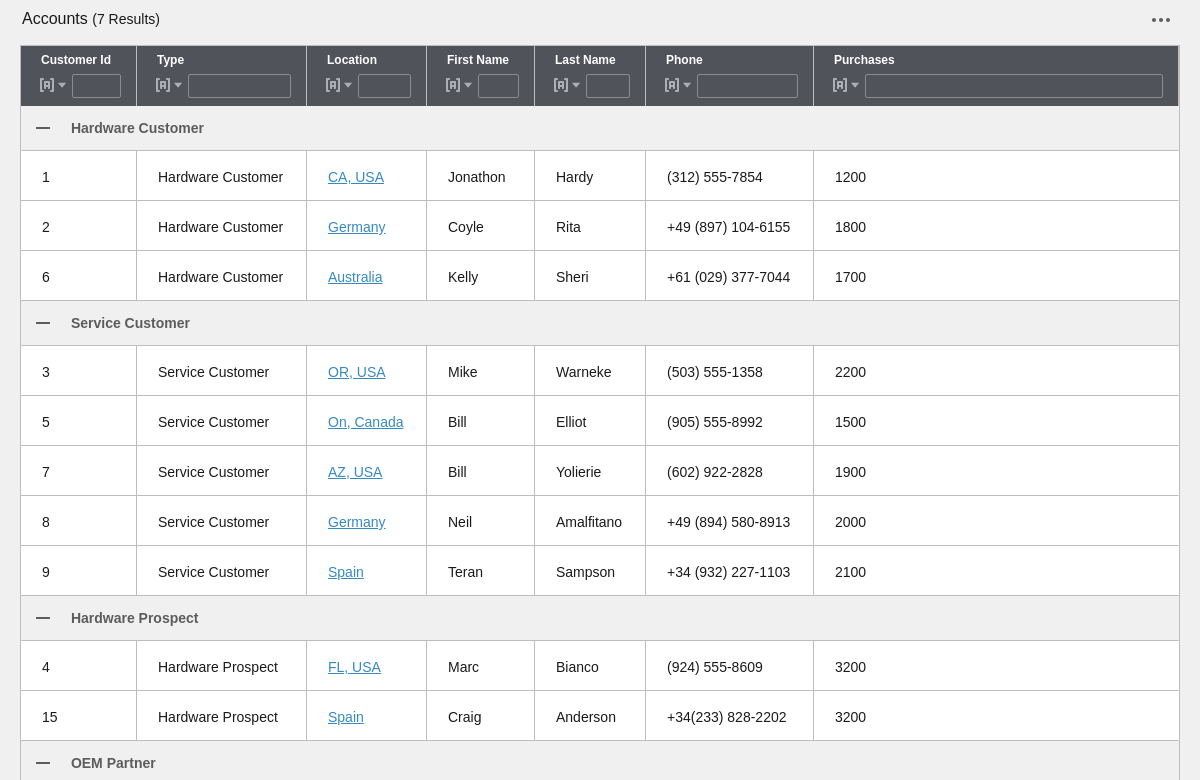 Accounts (7 Results)
Customer Id Type Location First Name Last Name Phone Purchases
Hardware Customer
1 Hardware Customer CA, USA Jonathon Hardy (312) 555-7854 1200
2 Hardware Customer Germany Coyle Rita +49 (897) 104-6155 1800
6 Hardware Customer Australia Kelly Sheri +61 (029) 377-7044 1700
Service Customer
3 Service Customer OR, USA Mike Warneke (503) 555-1358 2200
5 Service Customer On, Canada Bill Elliot (905) 555-8992 1500
7 Service Customer AZ, USA Bill Yolierie (602) 922-2828 1900
8 Service Customer Germany Neil Amalfitano +49 (894) 580-8913 2000
9 Service Customer Spain Teran Sampson +34 (932) 227-1103 2100
Hardware Prospect
4 Hardware Prospect FL, USA Marc Bianco (924) 555-8609 3200
15 Hardware Prospect Spain Craig Anderson +34(233) 828-2202 3200
OEM Partner